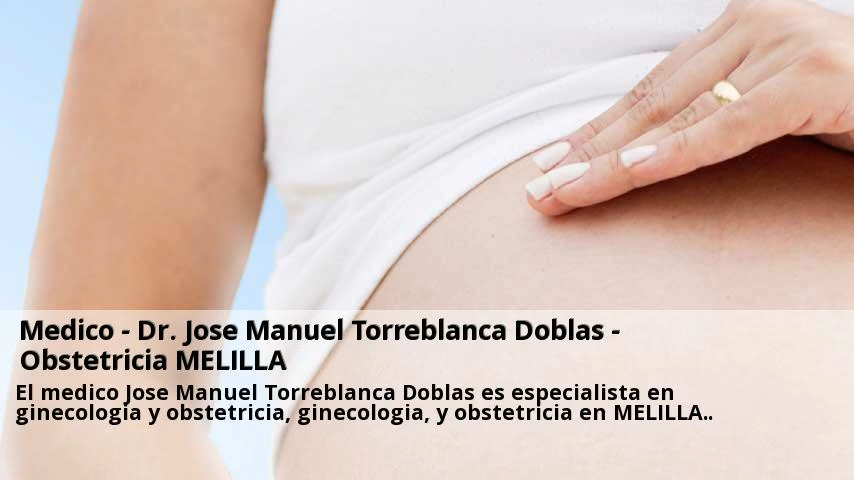 Medico - Dr. Jose Manuel Torreblanca Doblas -
Obstetricia MELILLA
El medico Jose Manuel Torreblanca Doblas es especialista en
ginecologia y obstetricia, ginecologia, y obstetricia en MELILLA..